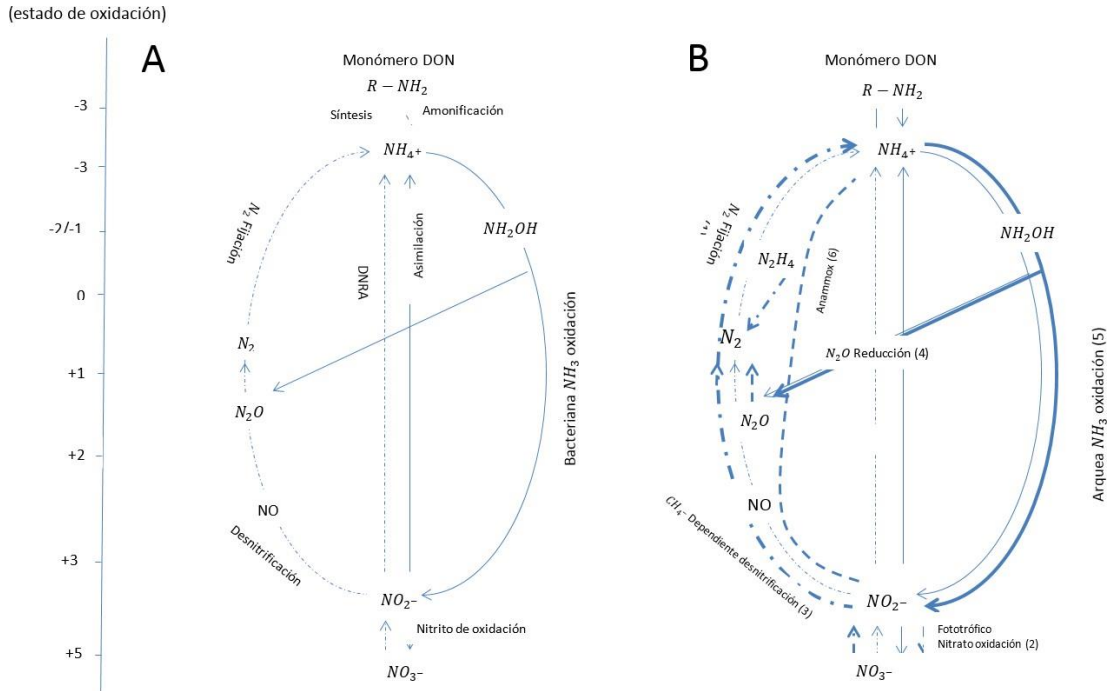 (estado de oxidación)
-3
-3
-2/-1
0
+1
+2
+3
+5
A
Monómero DON
R − NH₂
Síntesis
Amonificación
NH₄+
N₂ Fijación
NH₂OH
DNRA
Asimilación
N₂
N₂O
NO
Desnitrificación
Bacteriana NH₃ oxidación
NO₂−
Nitrito de oxidación
NO₃−
B
Monómero DON
R − NH₂
NH₄+
N₂ Fijación
NH₂OH
N₂H₄
Anammox (6)
N₂
N₂O Reducción (4)
N₂O
NO
CH₄− Dependiente desnitrificación (3)
Arquea NH₃ oxidación (5)
NO₂−
Fototrófico
Nitrato oxidación (2)
NO₃−